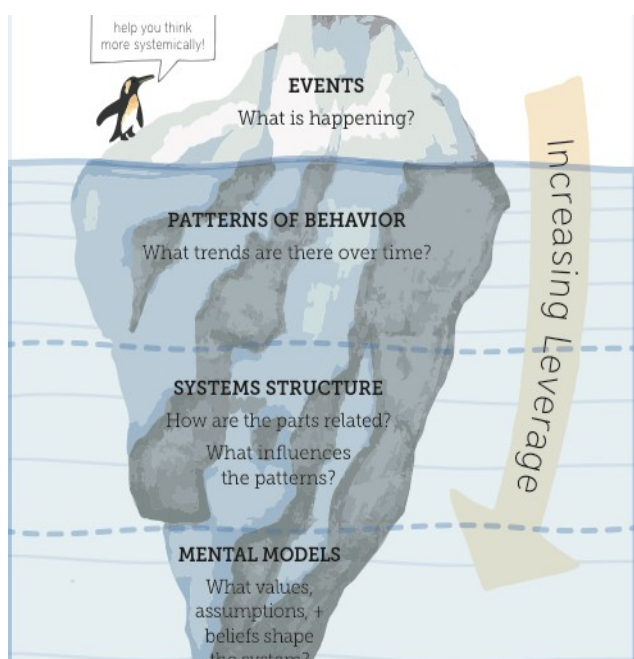 help you think
more systemically!
EVENTS
What is happening?
PATTERNS OF BEHAVIOR
What trends are there over time?
SYSTEMS STRUCTURE
How are the parts related?
What influences
the patterns?
MENTAL MODELS
What values,
assumptions, +
beliefs shape
the system?
Increasing Leverage